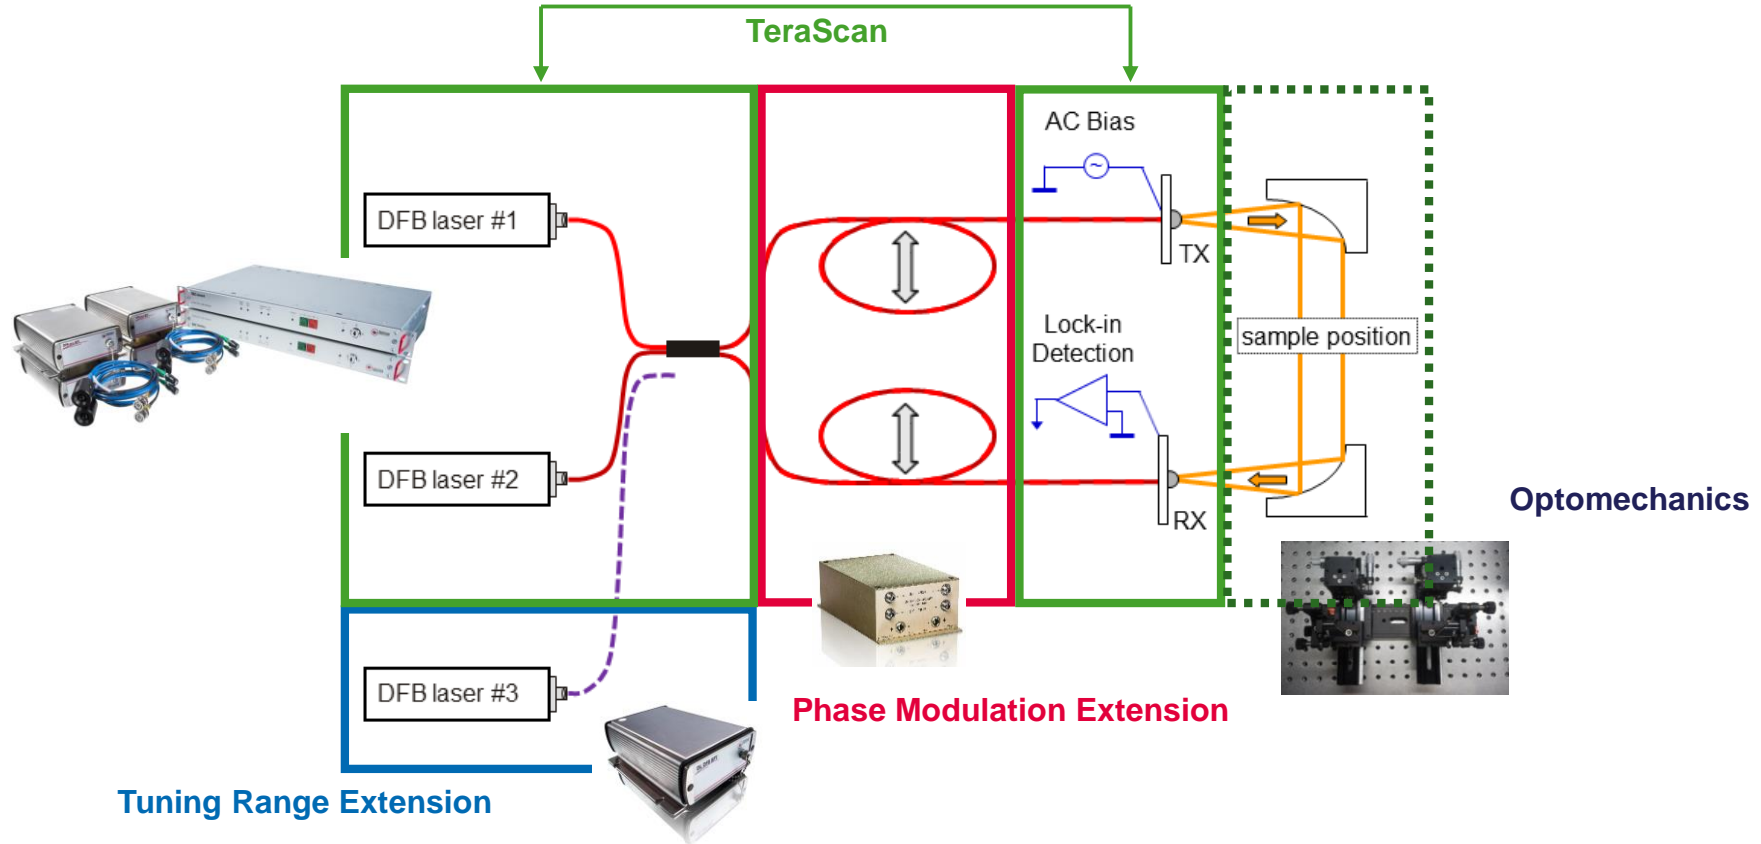 TeraScan
AC Bias
DFB laser #1
TX
Lock-in
Detection
sample position
DFB laser #2
RX
Optomechanics
DFB laser #3
Phase Modulation Extension
Tuning Range Extension